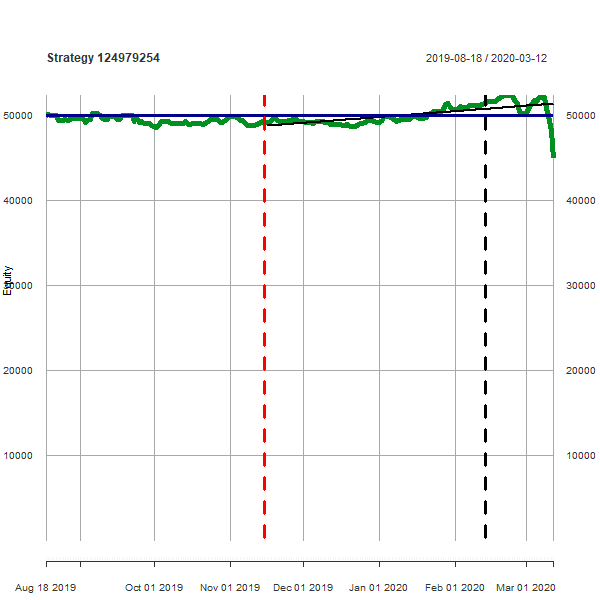 Strategy 124979254
2019-08-18 / 2020-03-12
50000 50000
40000 40000
30000 30000
20000 20000
10000 10000
Equity
Aug 18 2019 Oct 01 2019 Nov 01 2019 Dec 01 2019 Jan 01 2020 Feb 01 2020 Mar 01 2020